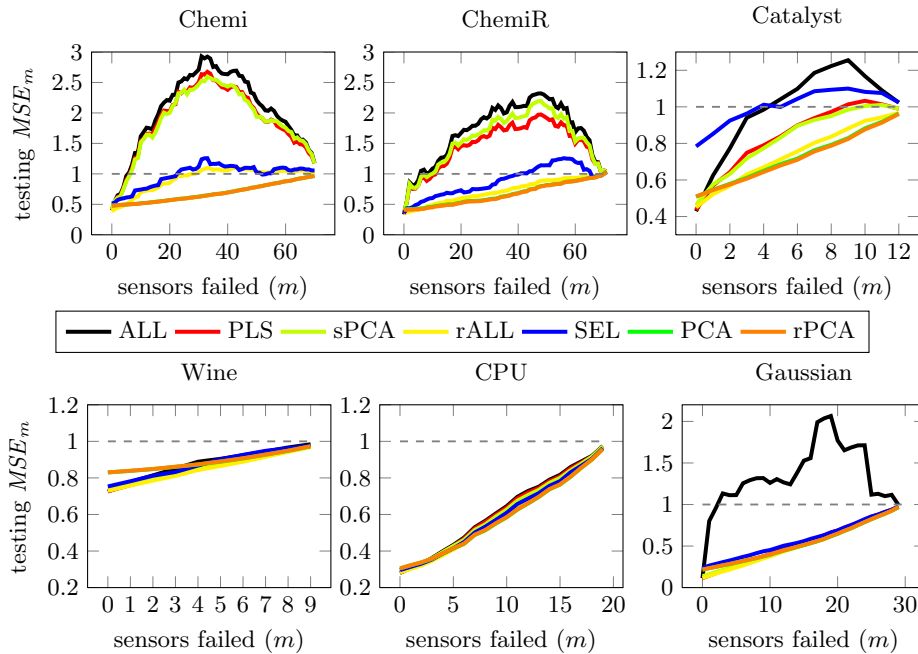 Chemi
ChemiR
Catalyst
testing MSE_m
3
2.5
2
1.5
1
0.5
0
0 20 40 60
sensors failed (m)
3
2.5
2
1.5
1
0.5
0
0 20 40 60
sensors failed (m)
1.2
1
0.8
0.6
0.4
0 2 4 6 8 10 12
sensors failed (m)
ALL PLS sPCA rALL SEL PCA rPCA
Wine
CPU
Gaussian
testing MSE_m
1.2
1
0.8
0.6
0.4
0.2
0 1 2 3 4 5 6 7 8 9
sensors failed (m)
1.2
1
0.8
0.6
0.4
0.2
0 5 10 15 20
sensors failed (m)
2
1.5
1
0.5
0
0 10 20 30
sensors failed (m)